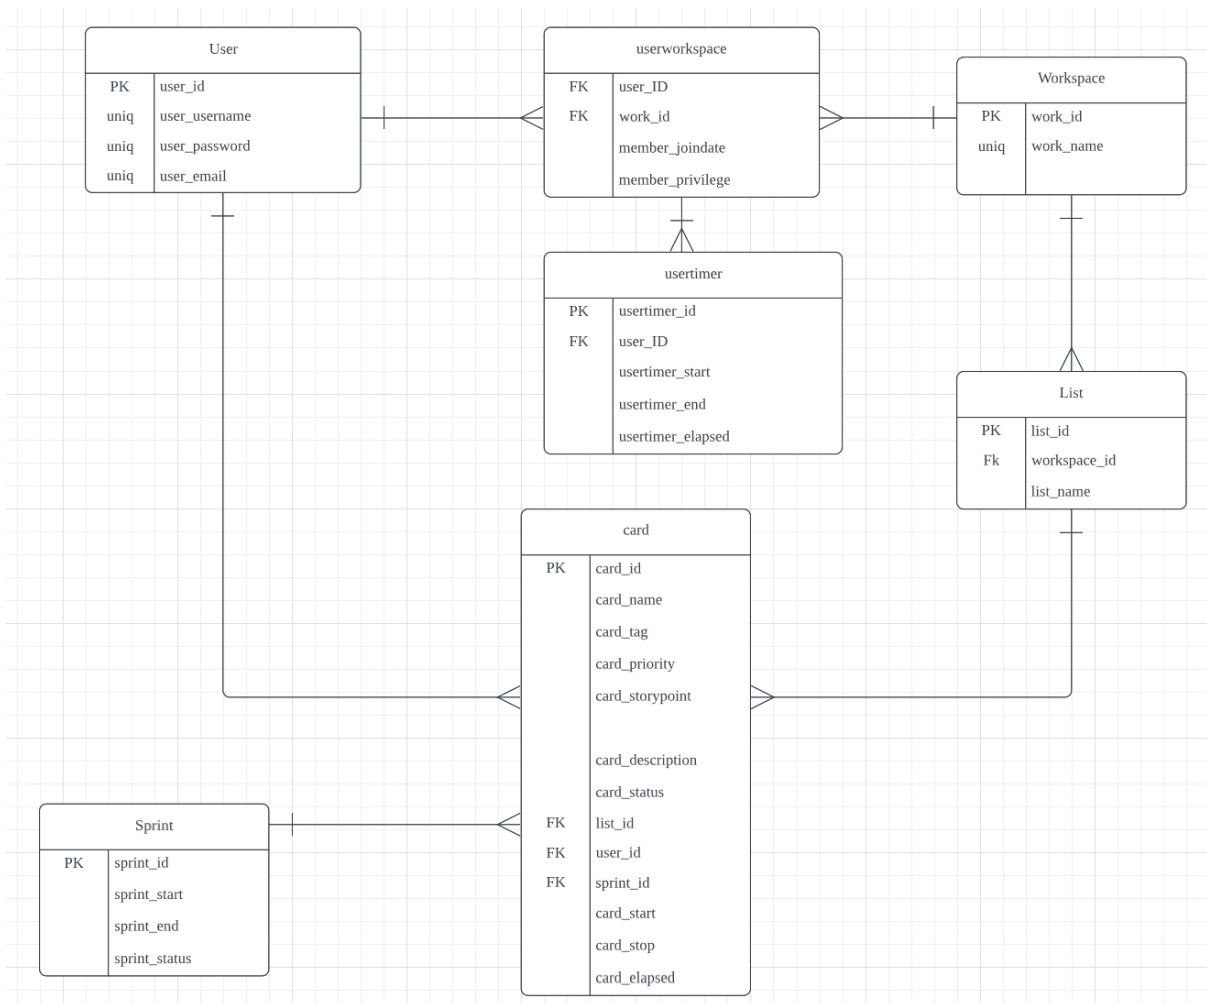 User
PK user_id
uniq user_username
uniq user_password
uniq user_email
userworkspace
FK user_ID
FK work_id
member_joindate
member_privilege
Workspace
PK work_id
uniq work_name
usertimer
PK usertimer_id
FK user_ID
usertimer_start
usertimer_end
usertimer_elapsed
List
PK list_id
Fk workspace_id
list_name
card
PK card_id
card_name
card_tag
card_priority
card_storypoint
card_description
card_status
FK list_id
FK user_id
FK sprint_id
card_start
card_stop
card_elapsed
Sprint
PK sprint_id
sprint_start
sprint_end
sprint_status